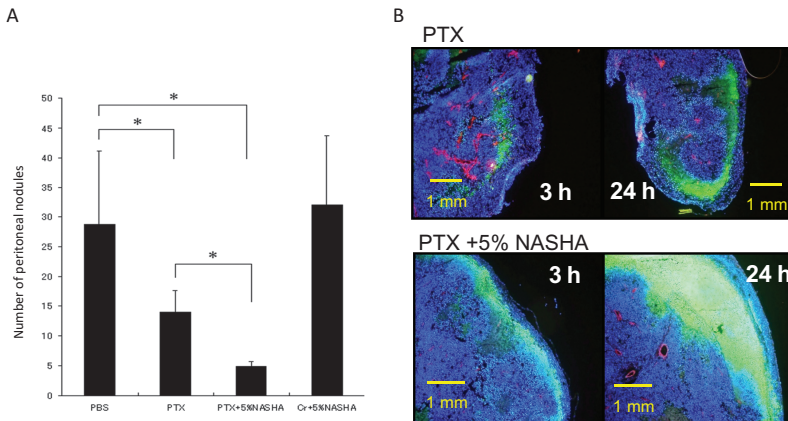 A
Number of peritoneal nodules
50
45
40
35
30
25
20
15
10
5
0
*
*
*
PBS
PTX
PTX+5%NASHA
Cr+5%NASHA
B
PTX
1 mm
3 h
24 h
1 mm
PTX +5% NASHA
3 h
24 h
1 mm
1 mm